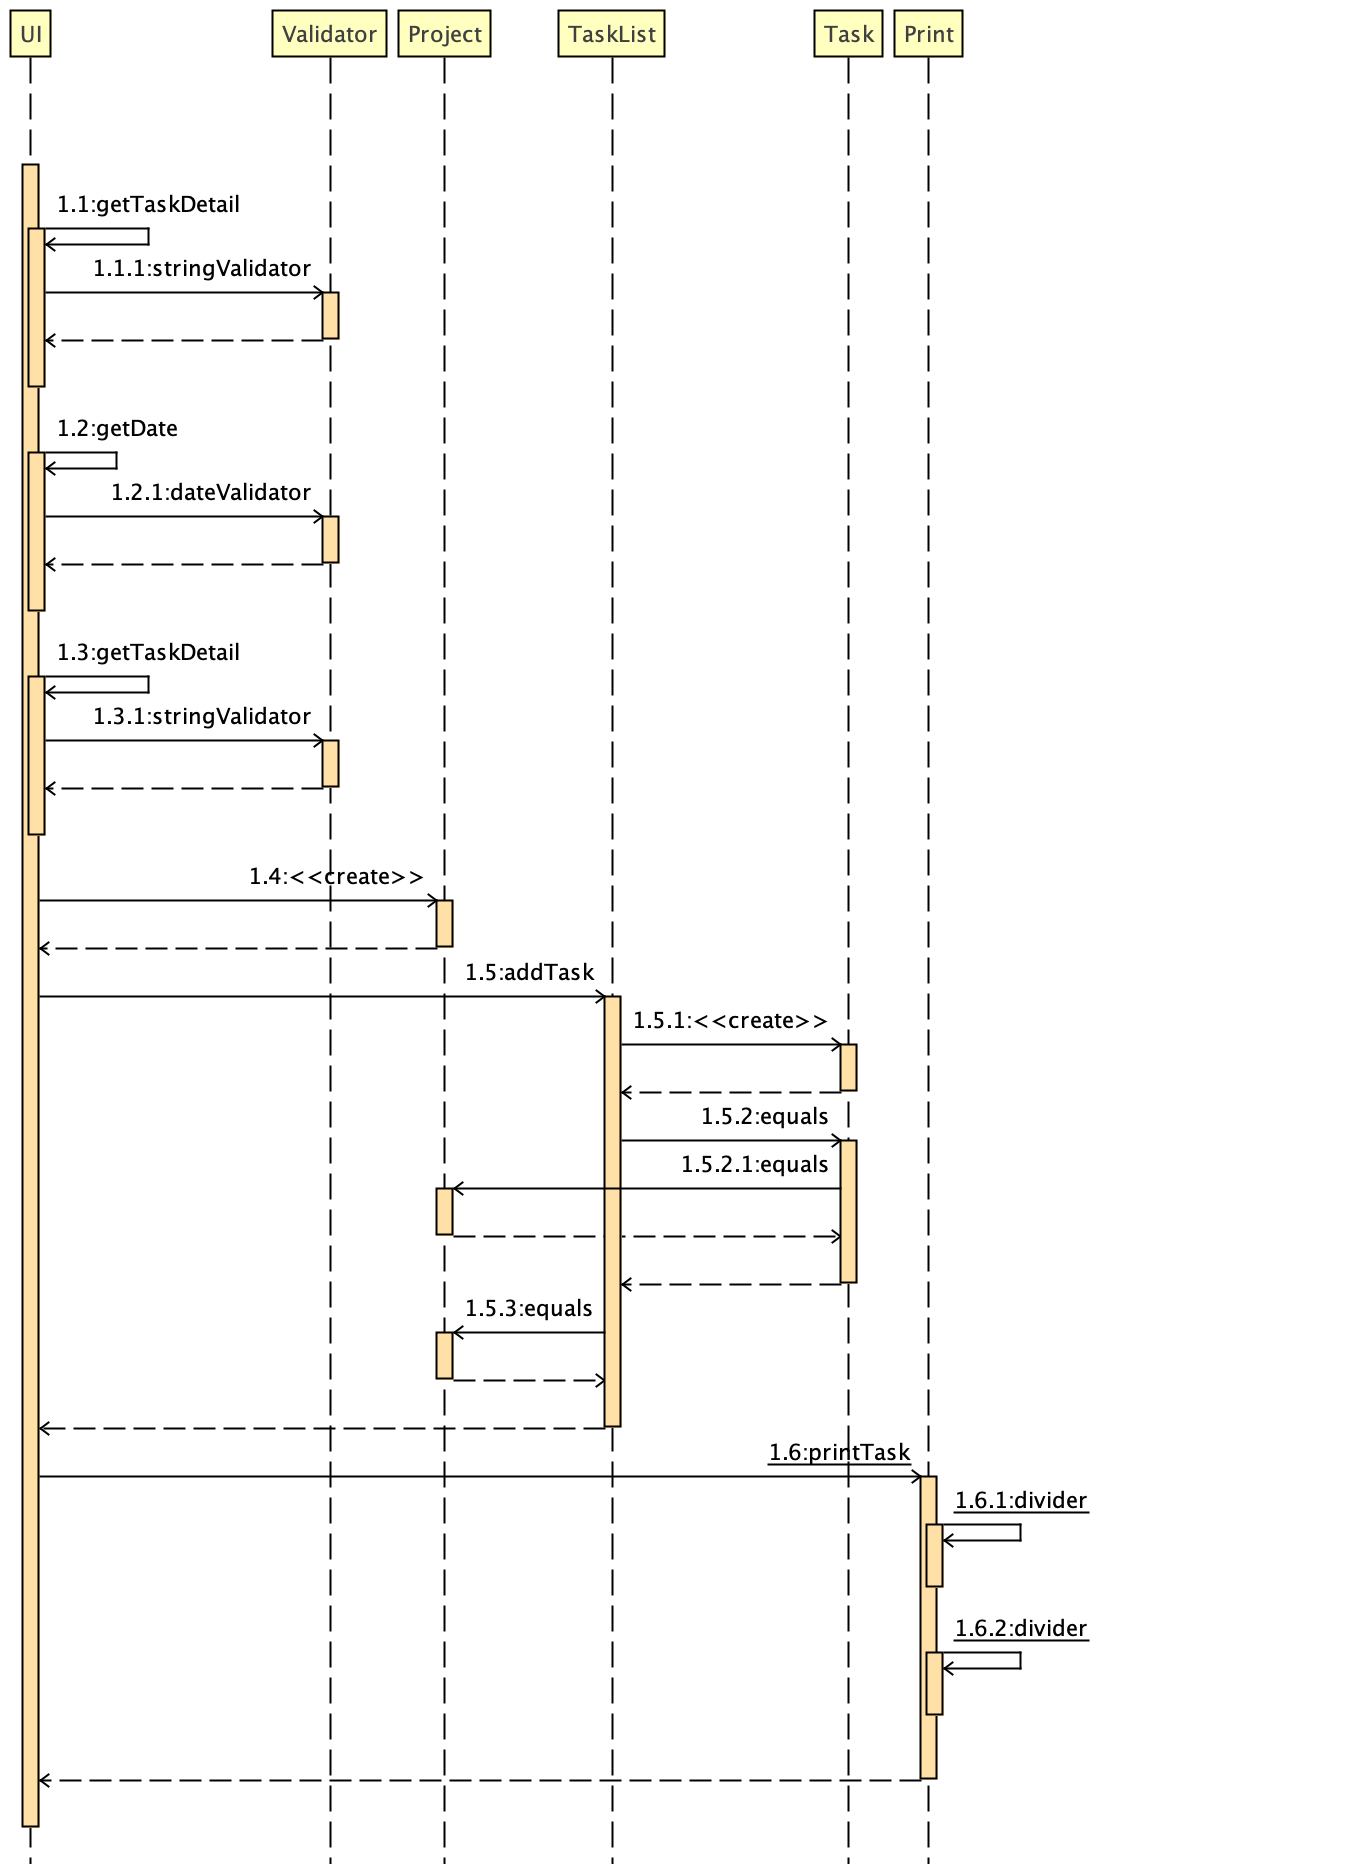 UI
Validator
Project
TaskList
Task
Print
1.1:getTaskDetail
1.1.1:stringValidator
1.2:getDate
1.2.1:dateValidator
1.3:getTaskDetail
1.3.1:stringValidator
1.4:<<create>>
1.5:addTask
1.5.1:<<create>>
1.5.2:equals
1.5.2.1:equals
1.5.3:equals
1.6:printTask
1.6.1:divider
1.6.2:divider